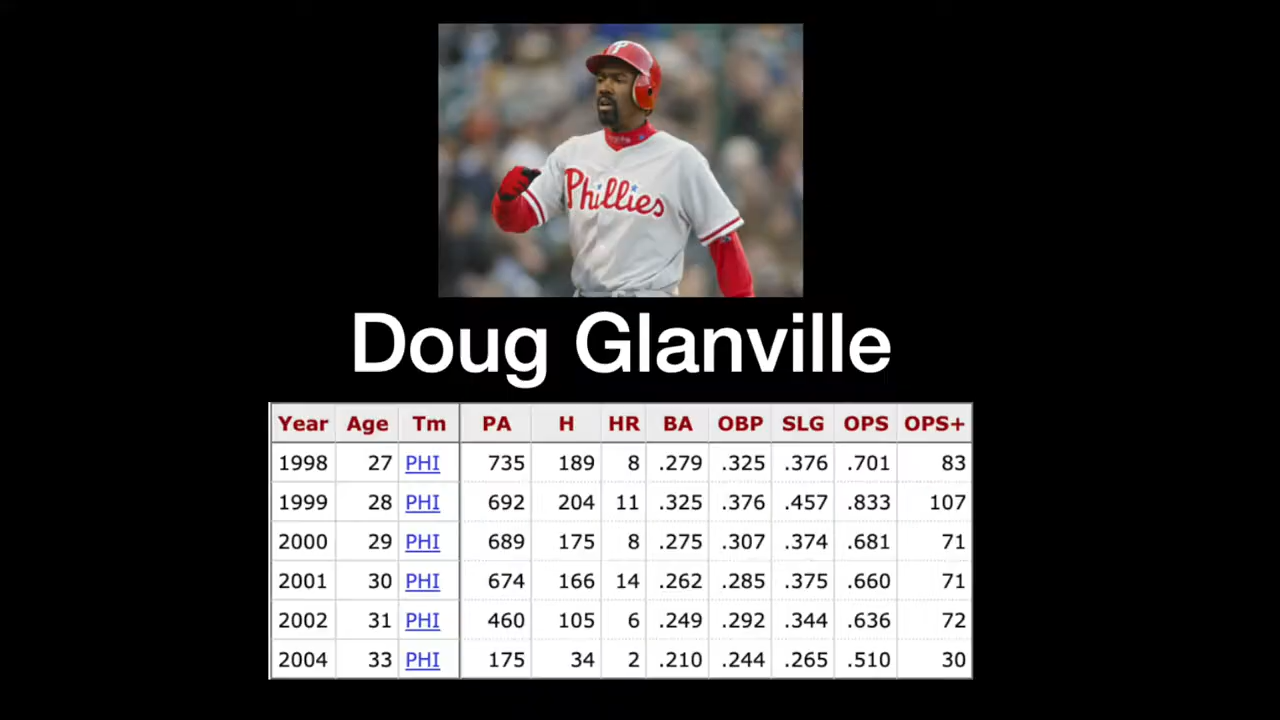 P
Phillies
Doug Glanville
Year Age Tm PA H HR BA OBP SLG OPS OPS+
1998 27 PHI 735 189 8 .279 .325 .376 .701 83
1999 28 PHI 692 204 11 .325 .376 .457 .833 107
2000 29 PHI 689 175 8 .275 .307 .374 .681 71
2001 30 PHI 674 166 14 .262 .285 .375 .660 71
2002 31 PHI 460 105 6 .249 .292 .344 .636 72
2004 33 PHI 175 34 2 .210 .244 .265 .510 30